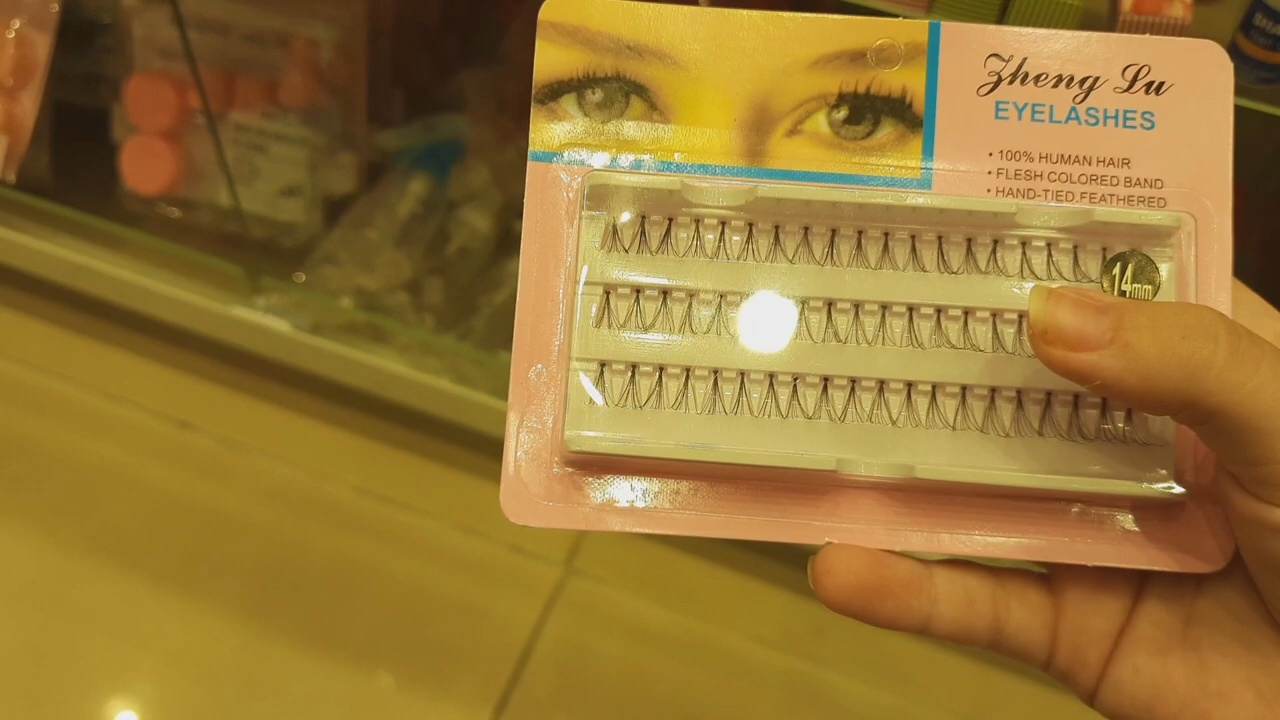 Zheng Lu
EYELASHES
• 100% HUMAN HAIR
• FLESH COLORED BAND
• HAND-TIED,FEATHERED
14mm